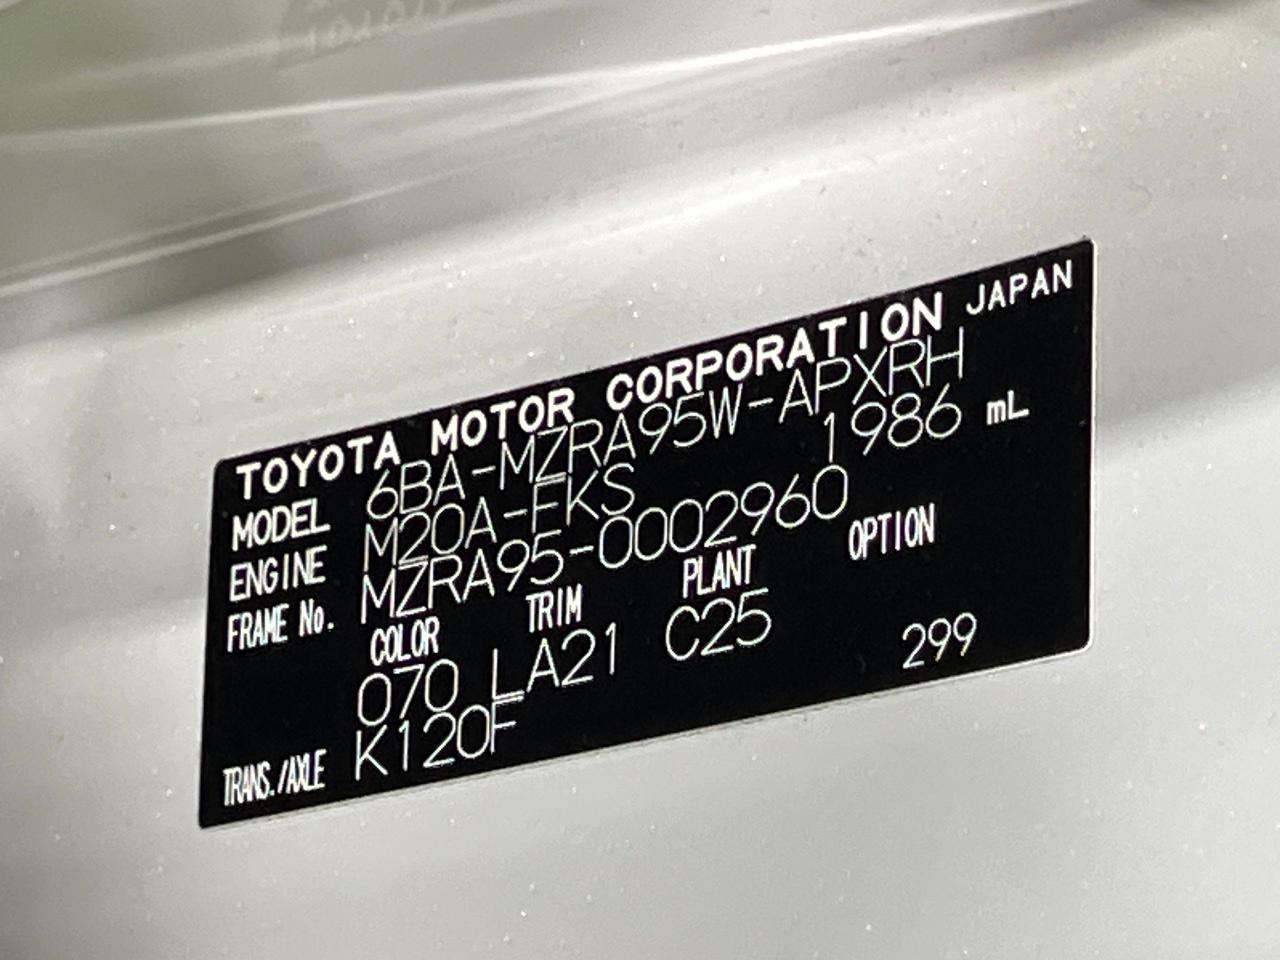 TOYOTA MOTOR CORPORATION JAPAN
MODEL 6BA-MZRA95W-APXRH
ENGINE M20A-FKS 1986 mL
FRAME No. MZRA95-0002960
COLOR TRIM PLANT OPTION
070 LA21 C25 299
TRANS./AXLE K120F